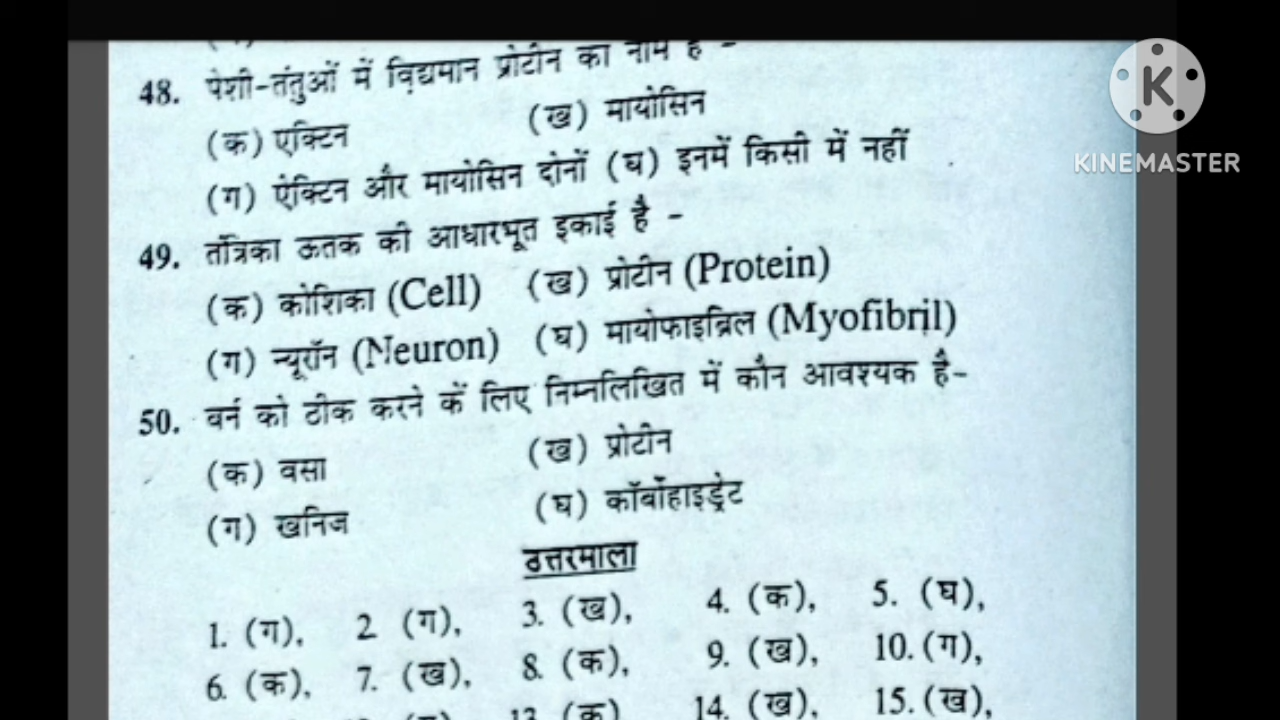 48. पेशी-तंतुओं में विद्यमान प्रोटीन का नाम है -
(क) एक्टिन (ख) मायोसिन
(ग) ऐक्टिन और मायोसिन दोनों (घ) इनमें किसी में नहीं
49. तंत्रिका ऊतक की आधारभूत इकाई है -
(क) कोशिका (Cell) (ख) प्रोटीन (Protein)
(ग) न्यूरॉन (Neuron) (घ) मायोफाइब्रिल (Myofibril)
50. वर्न को ठीक करने कें लिए निम्नलिखित में कौन आवश्यक है-
(क) वसा (ख) प्रोटीन
(ग) खनिज (घ) कॉर्बोहाइड्रेट
उत्तरमाला
1. (ग), 2 (ग), 3. (ख), 4. (क), 5. (घ),
6. (क), 7. (ख), 8. (क), 9. (ख), 10. (ग),
13. (क) 14. (ख), 15. (ख),
K
KINEMASTER